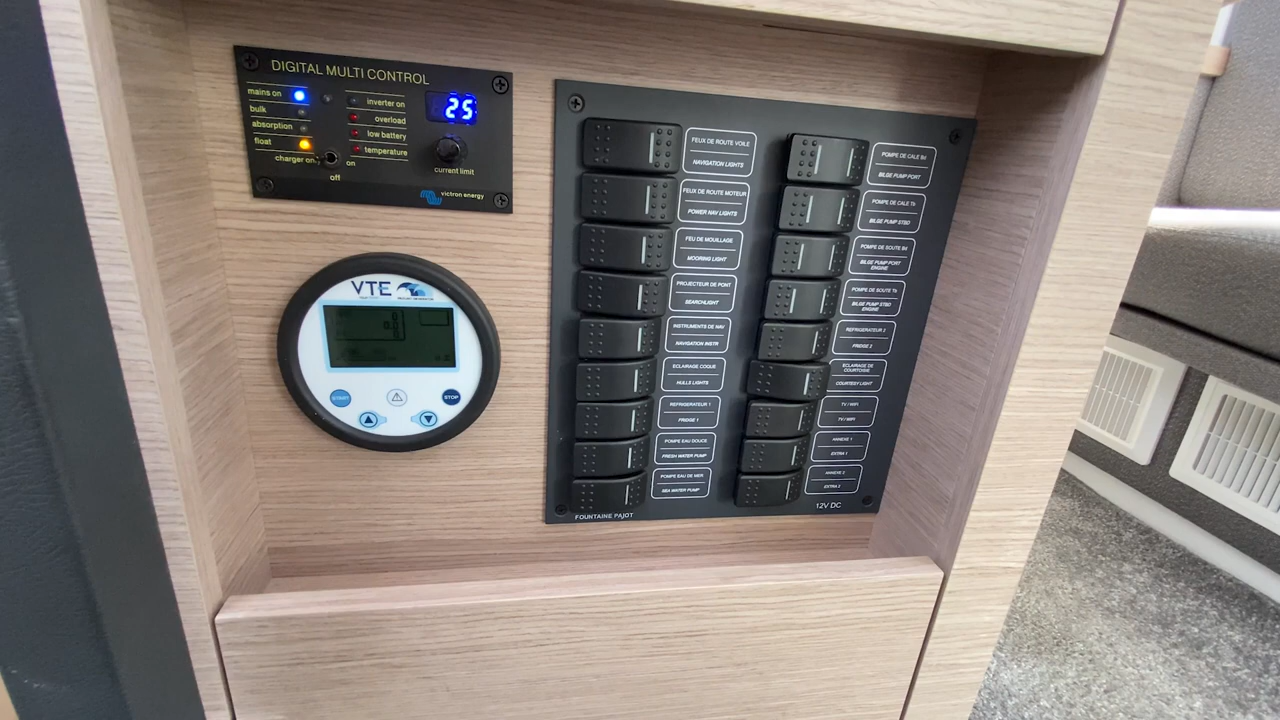 DIGITAL MULTI CONTROL
mains on
bulk
absorption
float
charger on
off
on
inverter on
overload
low battery
temperature
25
current limit
victron energy
VTE
START
STOP
FEUX DE ROUTE VOILE
NAVIGATION LIGHTS
FEUX DE ROUTE MOTEUR
POWER NAV LIGHTS
FEU DE MOUILLAGE
MOORING LIGHT
PROJECTEUR DE PONT
SEARCHLIGHT
INSTRUMENTS DE NAV
NAVIGATION INSTR
ECLAIRAGE COQUE
HULLS LIGHTS
REFRIGERATEUR 1
FRIDGE 1
POMPE EAU DOUCE
FRESH WATER PUMP
POMPE EAU DE MER
SEA WATER PUMP
POMPE DE CALE Bd
BILGE PUMP PORT
POMPE DE CALE Tb
BILGE PUMP STBD
POMPE DE SOUTE Bd
BILGE PUMP PORT
ENGINE
POMPE DE SOUTE Tb
BILGE PUMP STBD
ENGINE
REFRIGERATEUR 2
FRIDGE 2
ECLAIRAGE DE
COURTOISIE
COURTESY LIGHT
TV / WIFI
TV / WIFI
ANNEXE 1
EXTRA 1
ANNEXE 2
EXTRA 2
FOUNTAINE PAJOT
12V DC